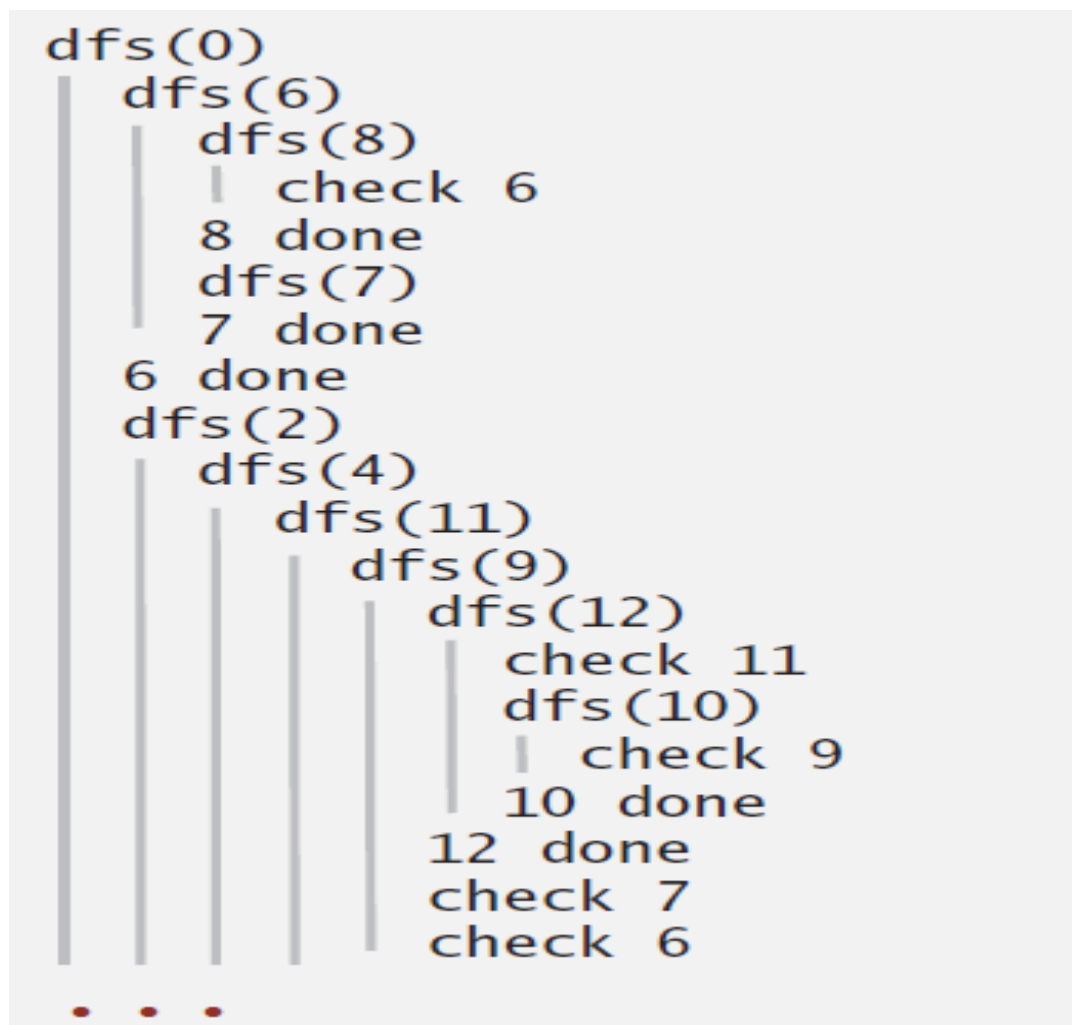 dfs(0)
dfs(6)
dfs(8)
check 6
8 done
dfs(7)
7 done
6 done
dfs(2)
dfs(4)
dfs(11)
dfs(9)
dfs(12)
check 11
dfs(10)
check 9
10 done
12 done
check 7
check 6
. . .